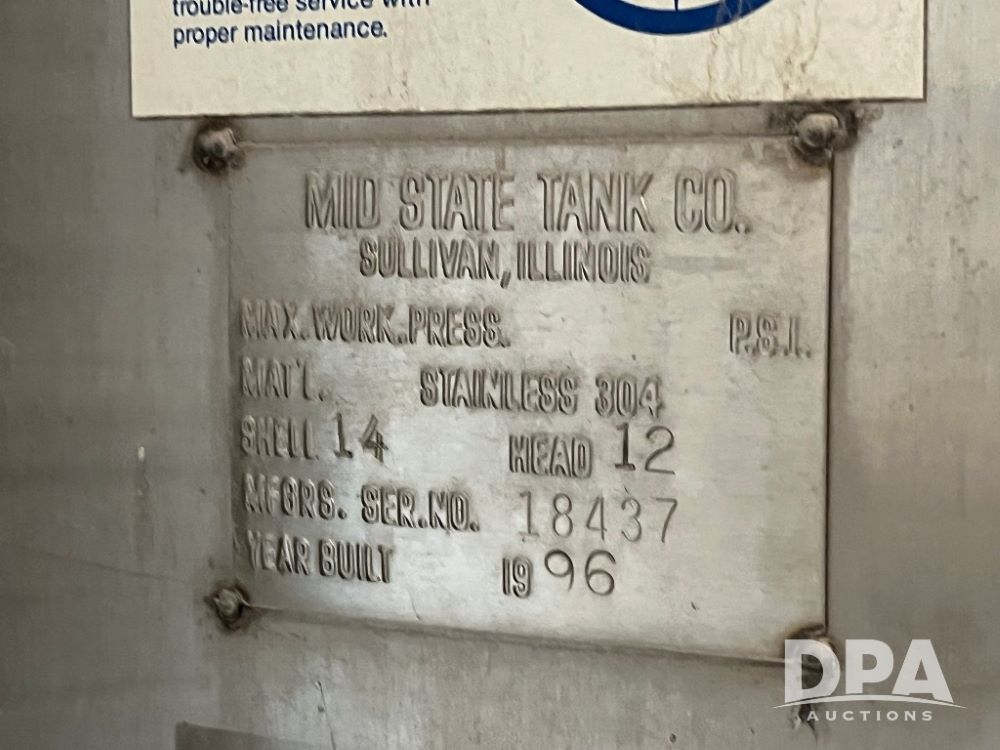 trouble-free service with
proper maintenance.
MID STATE TANK CO.
SULLIVAN, ILLINOIS
MAX. WORK. PRESS. P.S.I.
MAT'L. STAINLESS 304
SHELL 14 HEAD 12
MFGRS. SER. NO. 18437
YEAR BUILT 1996
DPA
AUCTIONS